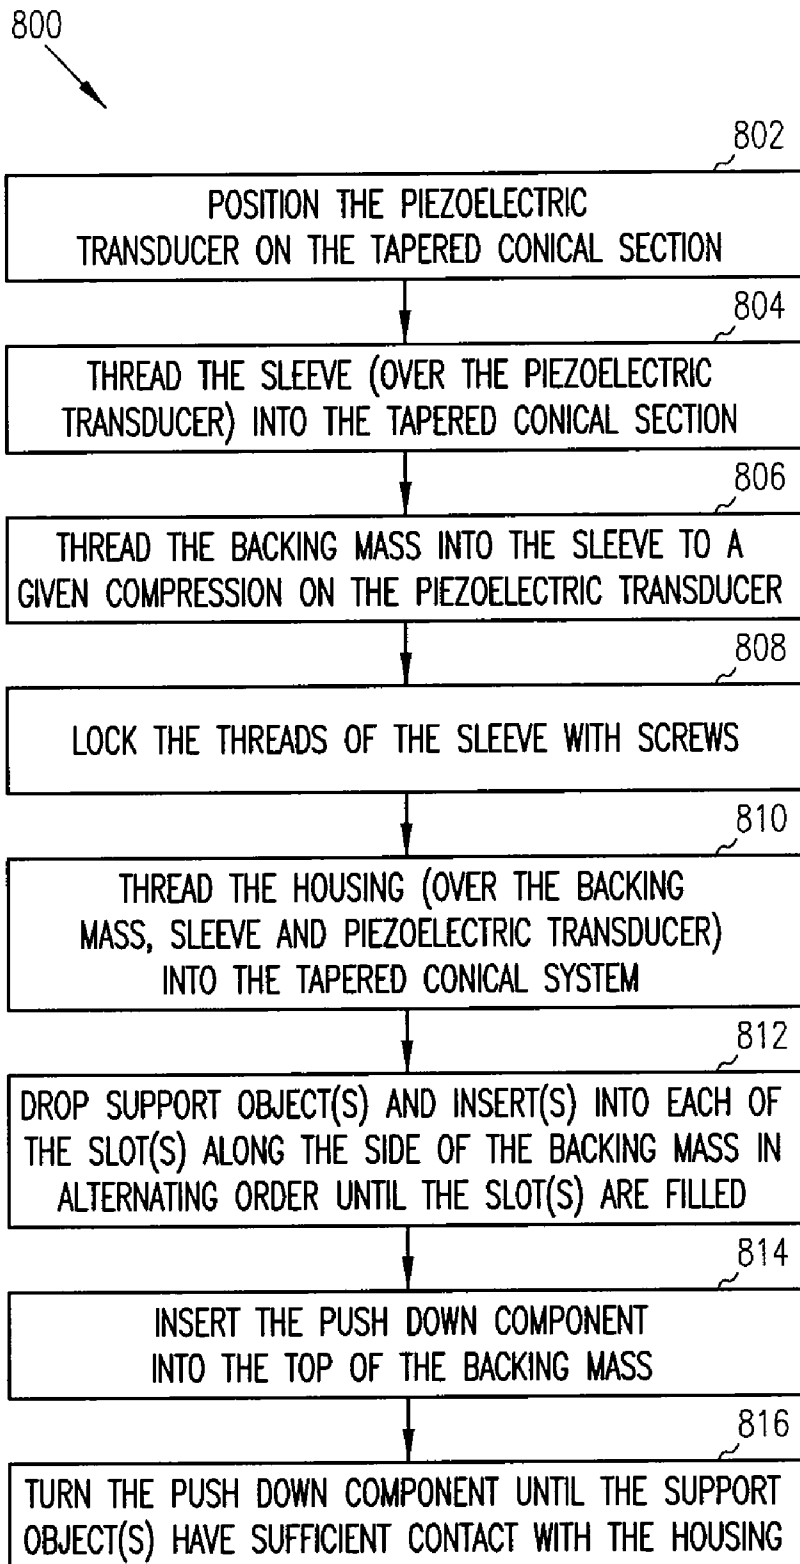 800
802
POSITION THE PIEZOELECTRIC
TRANSDUCER ON THE TAPERED CONICAL SECTION
804
THREAD THE SLEEVE (OVER THE PIEZOELECTRIC
TRANSDUCER) INTO THE TAPERED CONICAL SECTION
806
THREAD THE BACKING MASS INTO THE SLEEVE TO A
GIVEN COMPRESSION ON THE PIEZOELECTRIC TRANSDUCER
808
LOCK THE THREADS OF THE SLEEVE WITH SCREWS
810
THREAD THE HOUSING (OVER THE BACKING
MASS, SLEEVE AND PIEZOELECTRIC TRANSDUCER)
INTO THE TAPERED CONICAL SYSTEM
812
DROP SUPPORT OBJECT(S) AND INSERT(S) INTO EACH OF
THE SLOT(S) ALONG THE SIDE OF THE BACKING MASS IN
ALTERNATING ORDER UNTIL THE SLOT(S) ARE FILLED
814
INSERT THE PUSH DOWN COMPONENT
INTO THE TOP OF THE BACKING MASS
816
TURN THE PUSH DOWN COMPONENT UNTIL THE SUPPORT
OBJECT(S) HAVE SUFFICIENT CONTACT WITH THE HOUSING